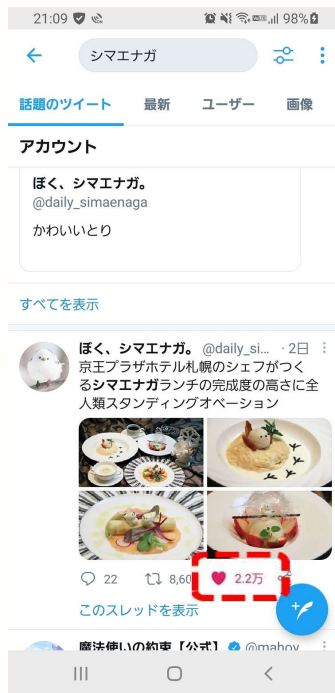 21:09 98%
シマエナガ
話題のツイート 最新 ユーザー 画像
アカウント
ぼく、シマエナガ。
@daily_simaenaga
かわいいとり
すべてを表示
ぼく、シマエナガ。 @daily_si... ・2日
京王プラザホテル札幌のシェフがつく
るシマエナガランチの完成度の高さに全
人類スタンディングオベーション
22 8,60 2.2万
このスレッドを表示
魔法使いの約束【公式】 @mahoy